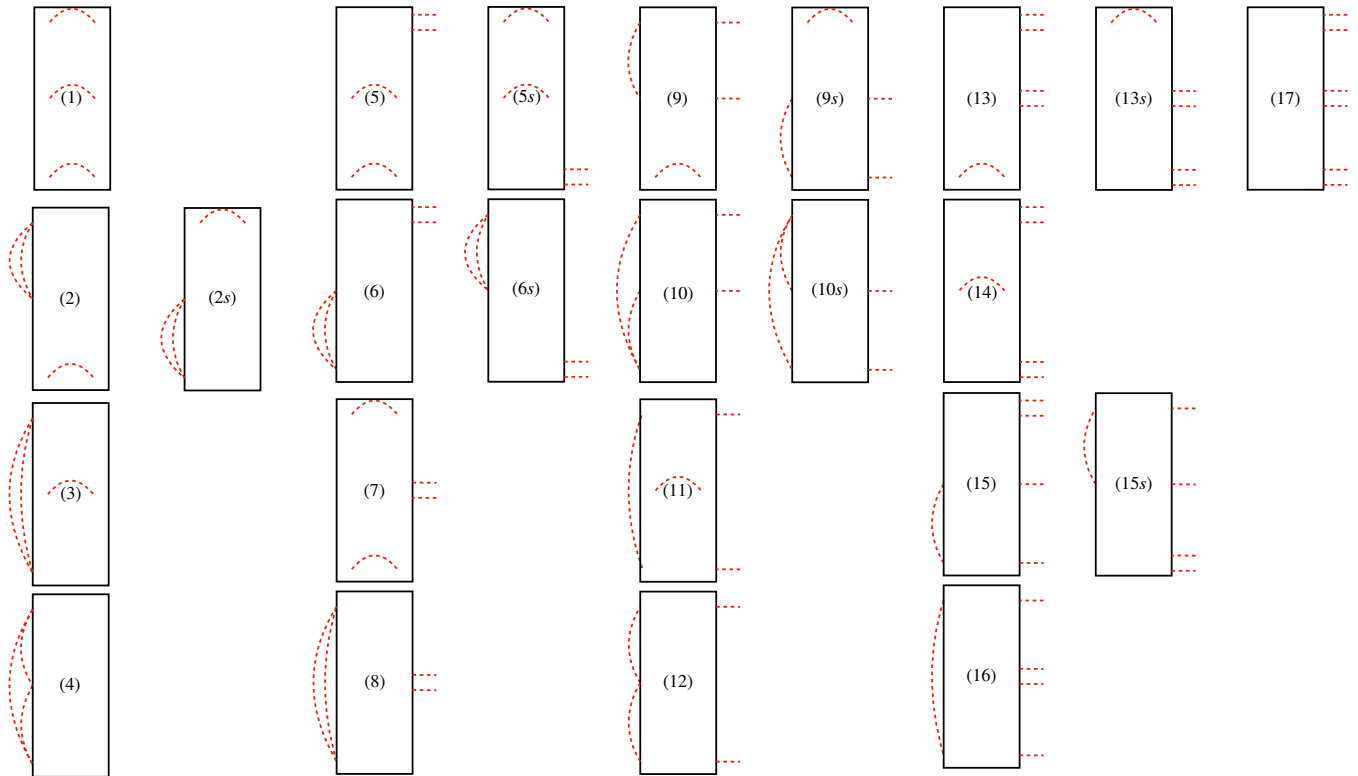 (1) (5) (5s) (9) (9s) (13) (13s) (17)
(2) (2s) (6) (6s) (10) (10s) (14)
(3) (7) (11) (15) (15s)
(4) (8) (12) (16)